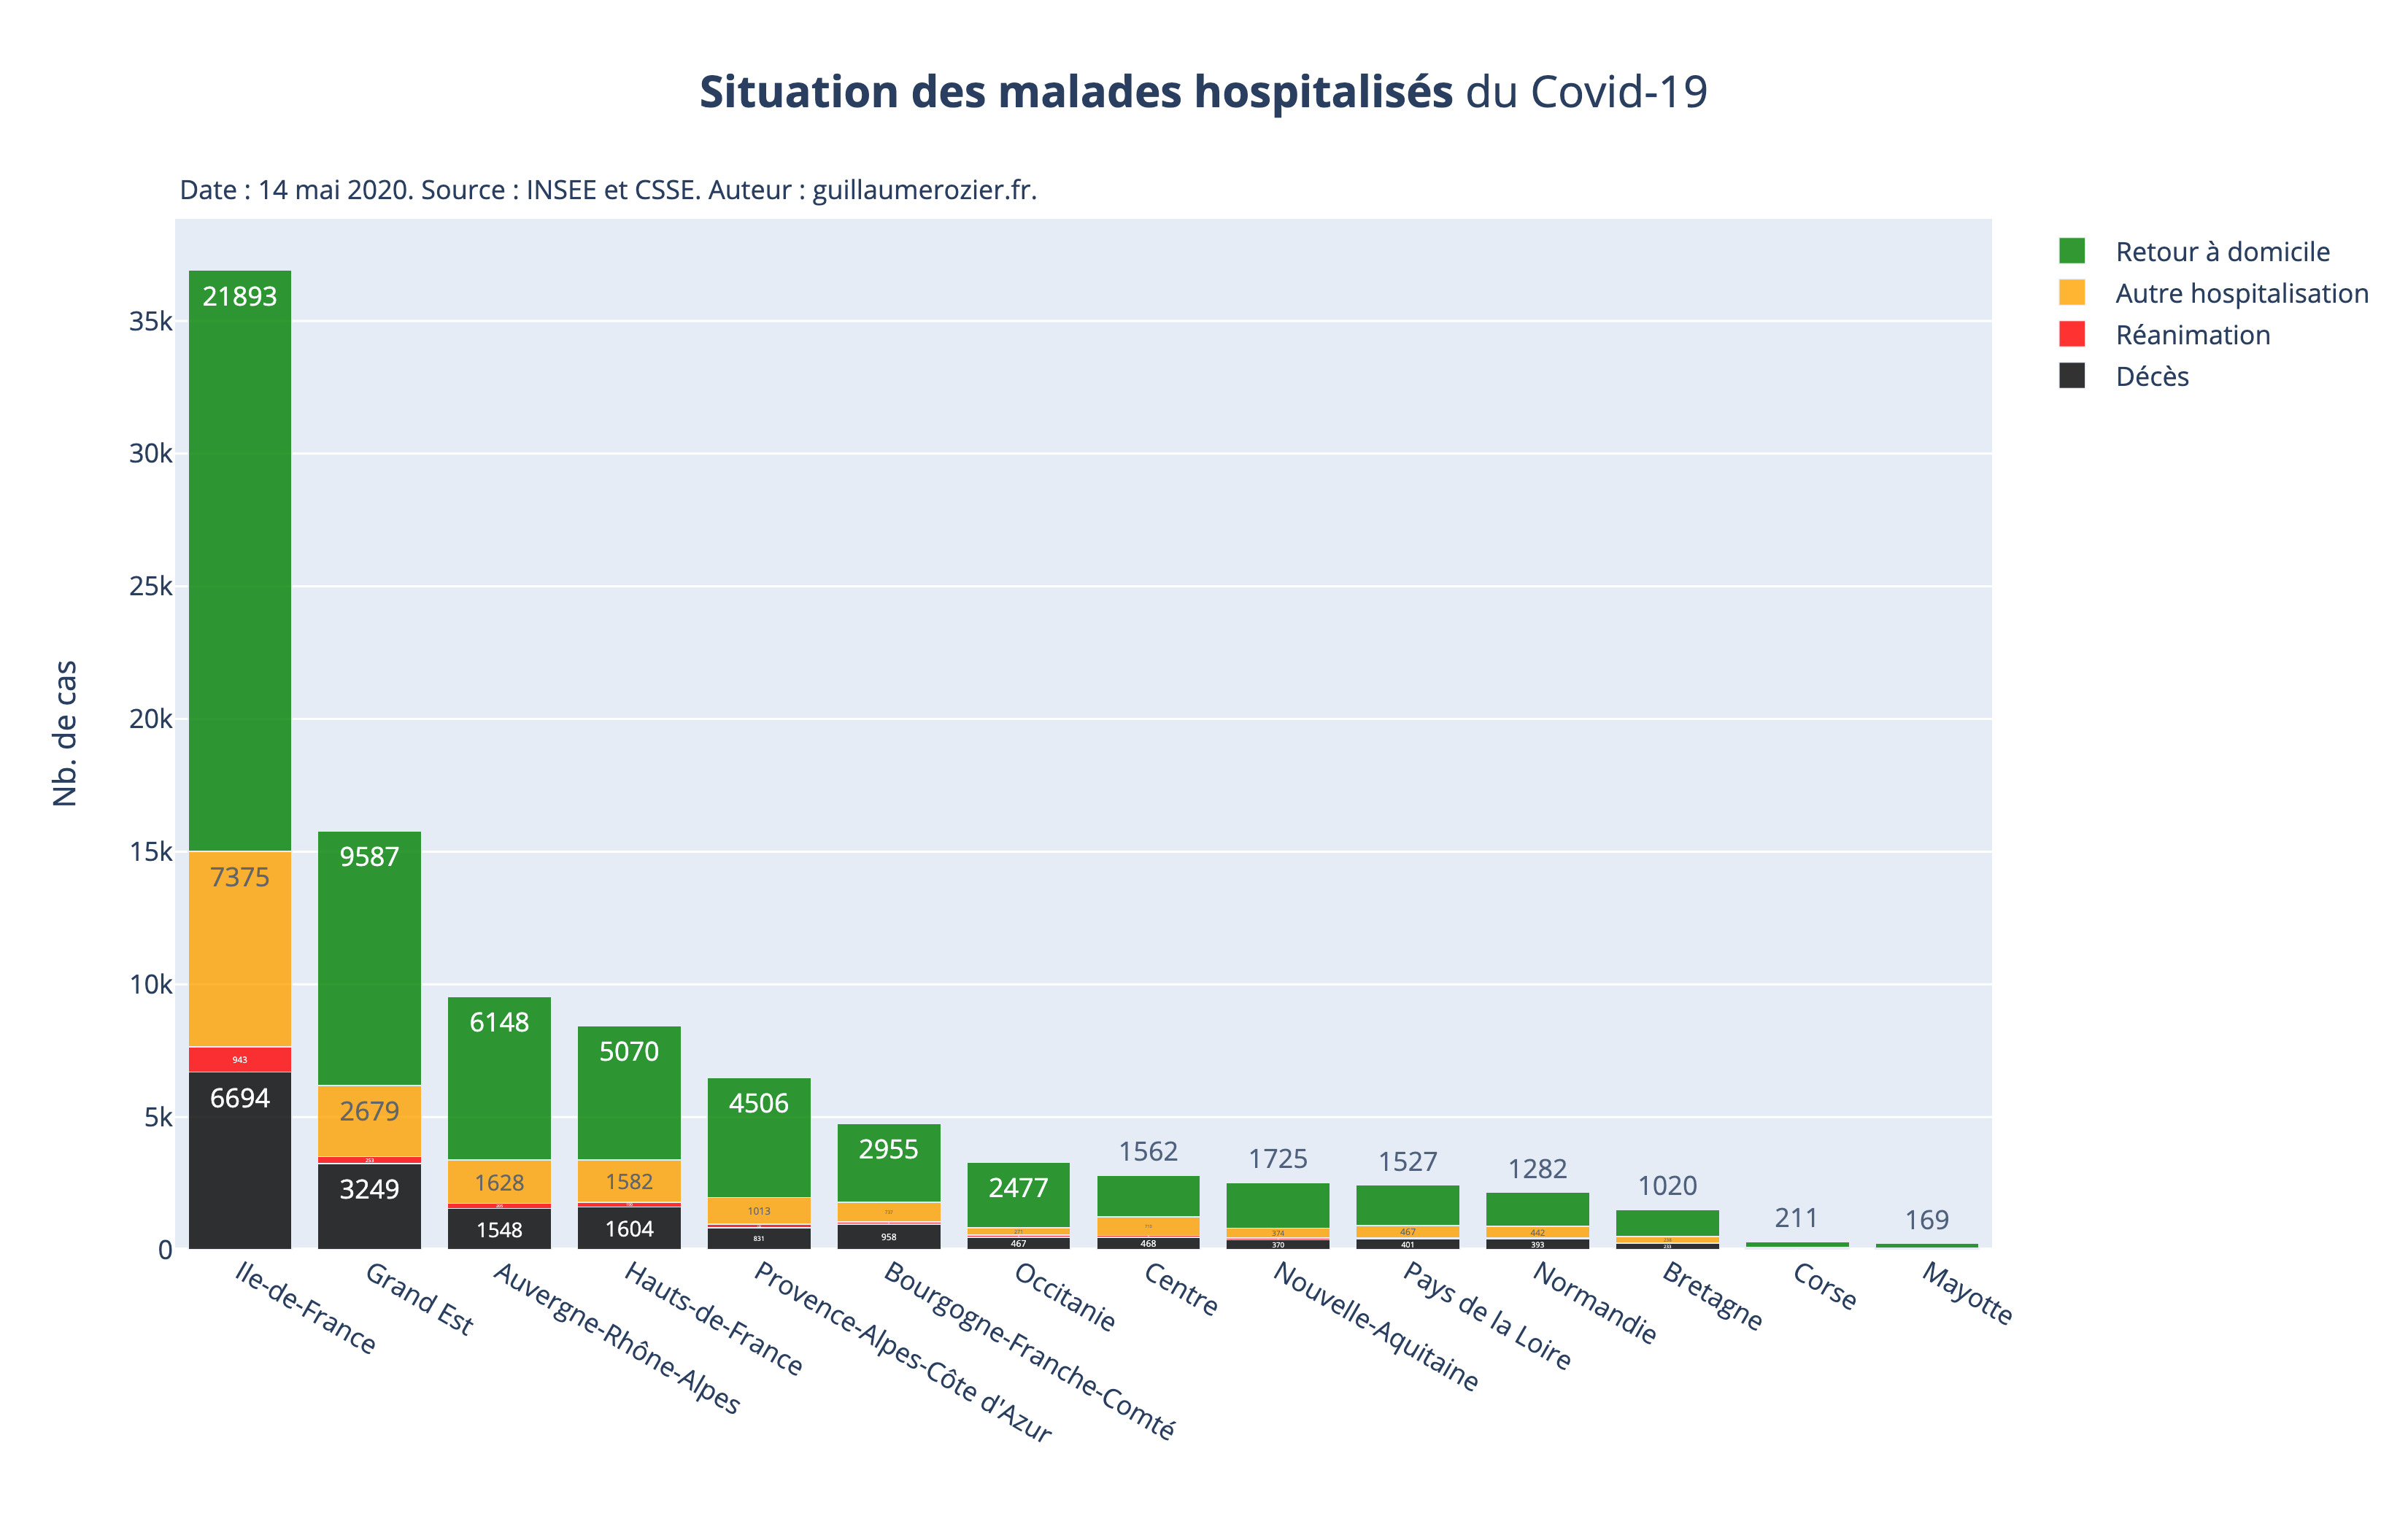 Situation des malades hospitalisés du Covid-19
Date : 14 mai 2020. Source : INSEE et CSSE. Auteur : guillaumerozier.fr.
Retour à domicile
Autre hospitalisation
Réanimation
Décès
Nb. de cas
35k
30k
25k
20k
15k
10k
5k
0
21893
7375
943
6694
9587
2679
253
3249
6148
1628
1548
5070
1582
1604
4506
1013
831
2955
958
2477
467
1562
468
1725
374
370
1527
467
401
1282
442
393
1020
233
211
169
Ile-de-France
Grand Est
Auvergne-Rhône-Alpes
Hauts-de-France
Provence-Alpes-Côte d'Azur
Bourgogne-Franche-Comté
Occitanie
Centre
Nouvelle-Aquitaine
Pays de la Loire
Normandie
Bretagne
Corse
Mayotte